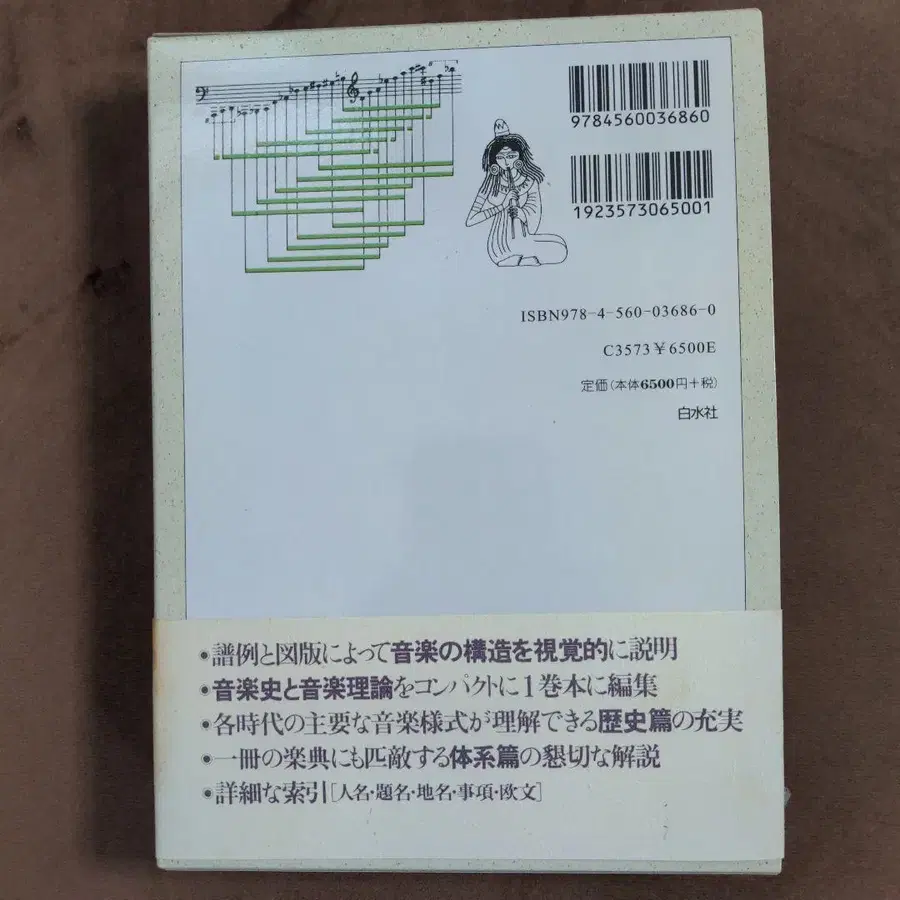 9784560036860
1923573065001
ISBN978-4-560-03686-0
C3573 ¥6500E
定価(本体6500円+税)
白水社
•譜例と図版によって音楽の構造を視覚的に説明
•音楽史と音楽理論をコンパクトに1巻本に編集
•各時代の主要な音楽様式が理解できる歴史篇の充実
•一冊の楽典にも匹敵する体系篇の懇切な解説
•詳細な索引[人名・題名・地名・事項・欧文]